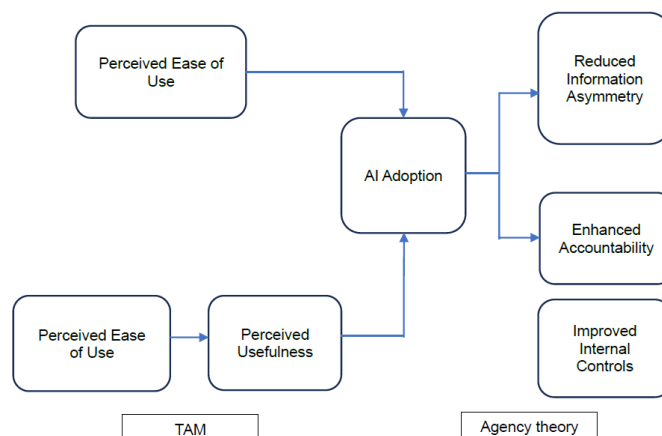 Perceived Ease of
Use
Reduced
Information
Asymmetry
AI Adoption
Enhanced
Accountability
Perceived Ease
of Use
Perceived
Usefulness
Improved
Internal
Controls
TAM
Agency theory